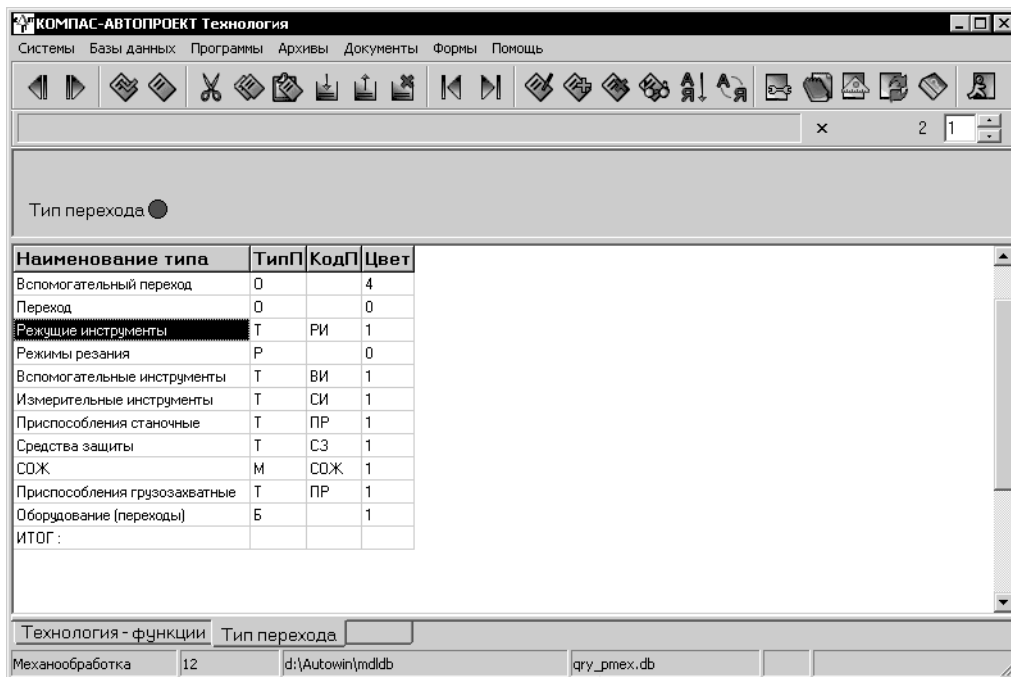 КОМПАС-АВТОПРОЕКТ Технология
Системы Базы данных Программы Архивы Документы Формы Помощь
2 1
Тип перехода
Наименование типа ТипП КодП Цвет
Вспомогательный переход О 4
Переход О 0
Режущие инструменты Т РИ 1
Режимы резания Р 0
Вспомогательные инструменты Т ВИ 1
Измерительные инструменты Т СИ 1
Приспособления станочные Т ПР 1
Средства защиты Т СЗ 1
СОЖ М СОЖ 1
Приспособления грузозахватные Т ПР 1
Оборудование (переходы) Б 1
ИТОГ :
Технология - функции Тип перехода
Механообработка 12 d:\Autowin\mdldb qry_pmex.db